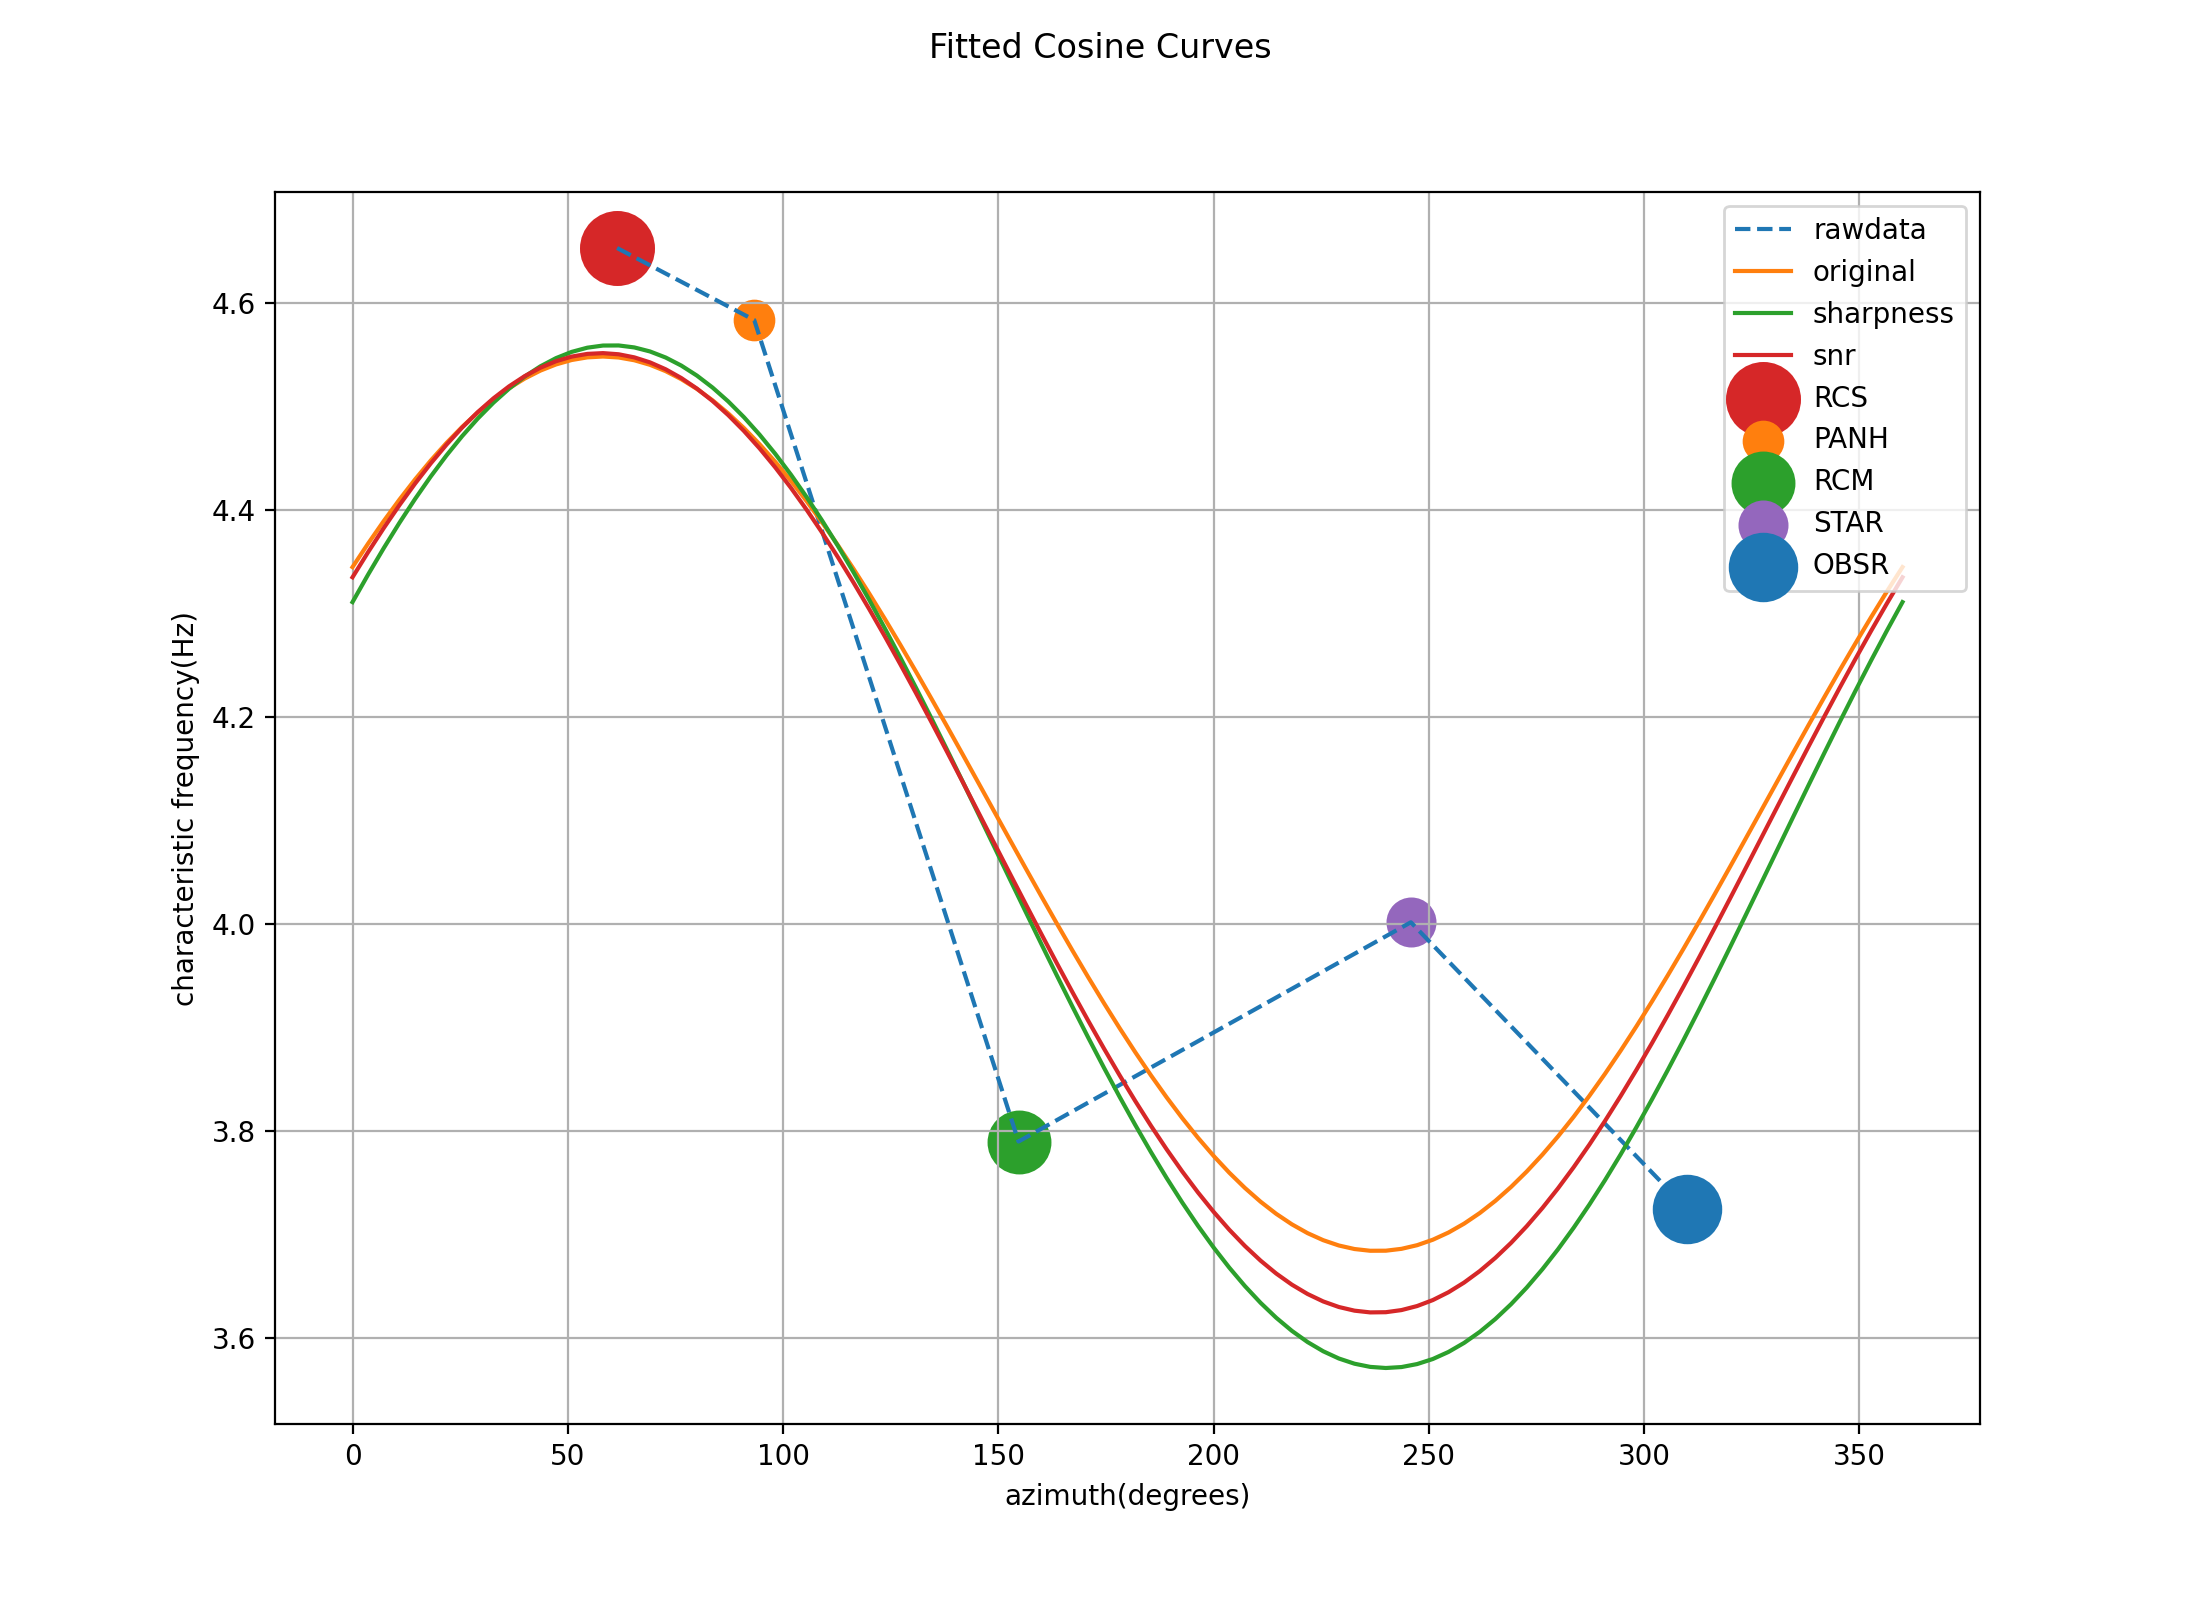 Fitted Cosine Curves
rawdata
original
sharpness
snr
RCS
PANH
RCM
STAR
OBSR
characteristic frequency(Hz)
4.6
4.4
4.2
4.0
3.8
3.6
0 50 100 150 200 250 300 350
azimuth(degrees)